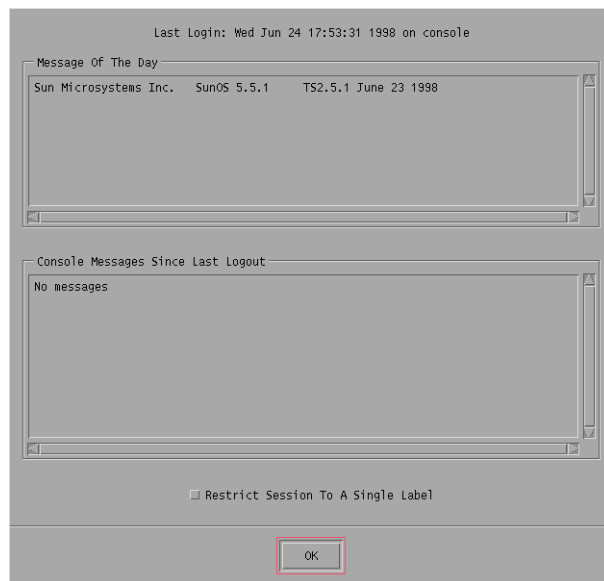 Last Login: Wed Jun 24 17:53:31 1998 on console
Message Of The Day
Sun Microsystems Inc.   SunOS 5.5.1     TS2.5.1 June 23 1998
Console Messages Since Last Logout
No messages
Restrict Session To A Single Label
OK